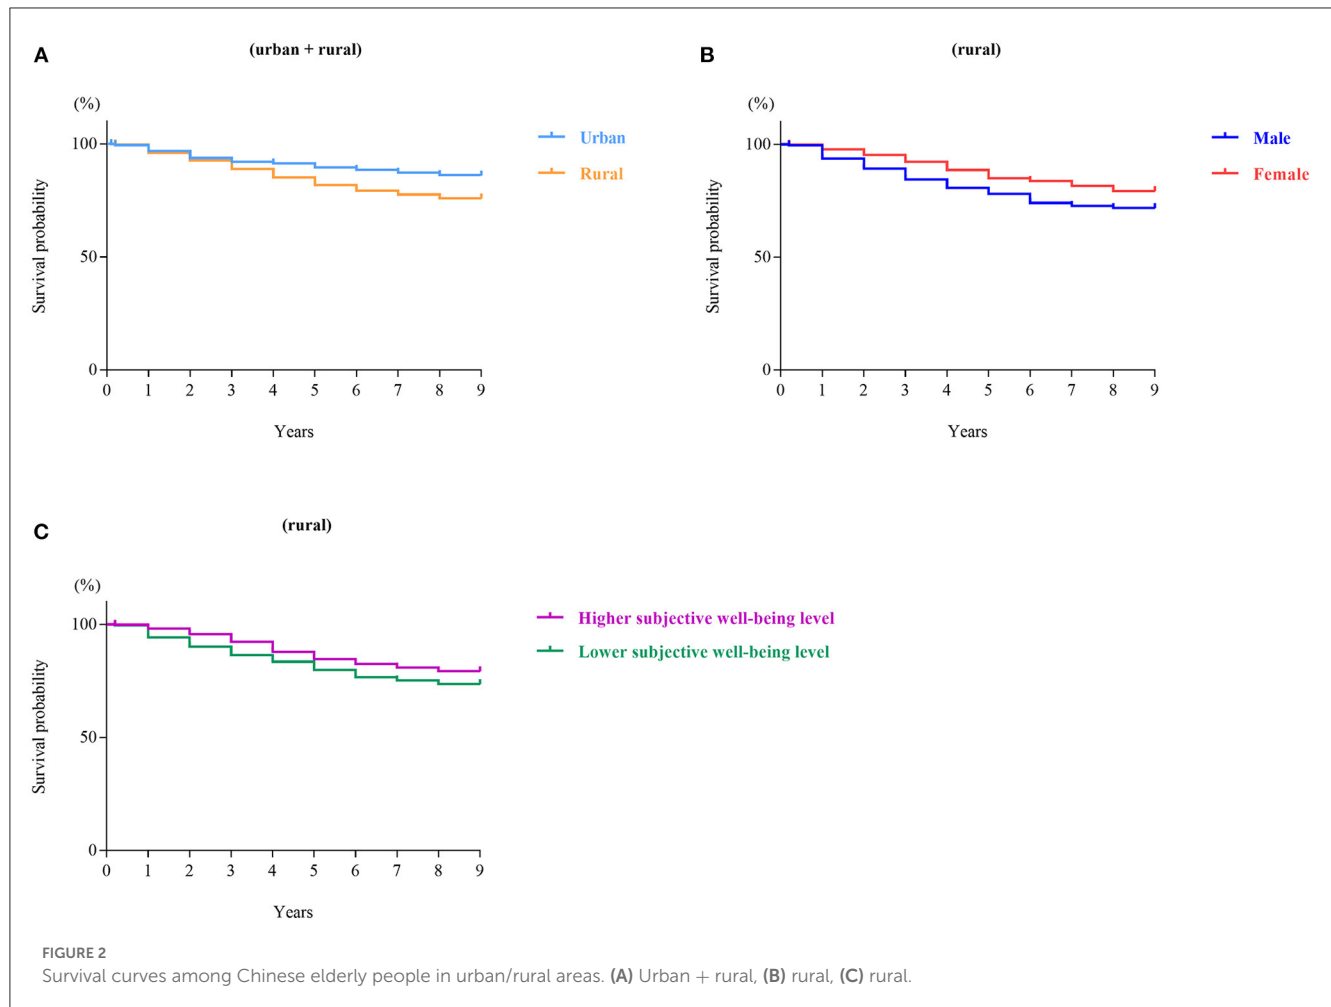 A
(urban + rural)
(%)
100
50
0
Survival probability
0 1 2 3 4 5 6 7 8 9
Years
Urban
Rural
B
(rural)
(%)
100
50
0
Survival probability
0 1 2 3 4 5 6 7 8 9
Years
Male
Female
C
(rural)
(%)
100
50
0
Survival probability
0 1 2 3 4 5 6 7 8 9
Years
Higher subjective well-being level
Lower subjective well-being level
FIGURE 2
Survival curves among Chinese elderly people in urban/rural areas. (A) Urban + rural, (B) rural, (C) rural.